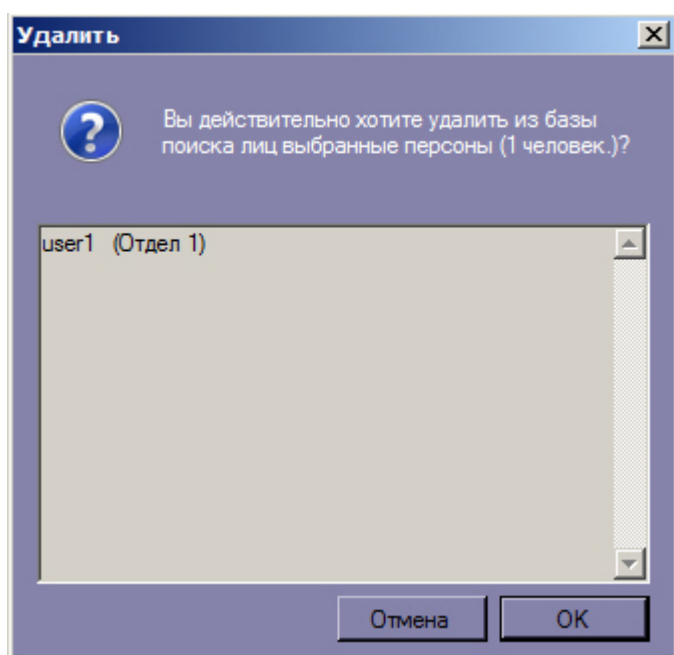 Удалить
Вы действительно хотите удалить из базы
поиска лиц выбранные персоны (1 человек.)?
user1 (Отдел 1)
Отмена
OK